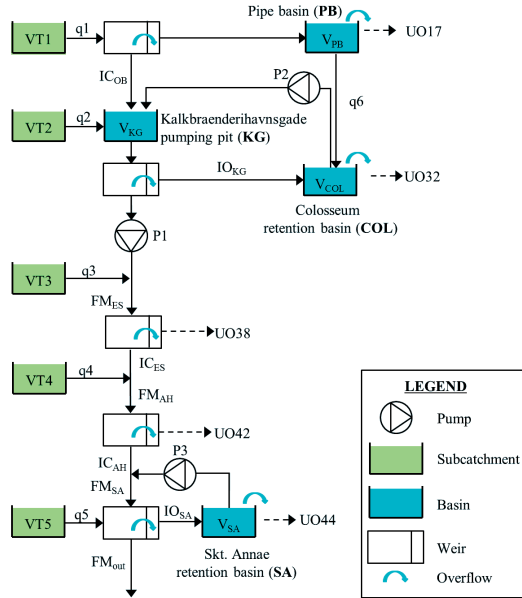 Pipe basin (PB)
VT1
q1
V_PB
UO17
IC_OB
P2
q6
VT2
q2
V_KG
Kalkbraenderihavnsgade
pumping pit (KG)
IO_KG
V_COL
UO32
Colosseum
retention basin (COL)
P1
VT3
q3
FM_ES
UO38
IC_ES
VT4
q4
FM_AH
UO42
IC_AH
P3
FM_SA
VT5
q5
IO_SA
V_SA
UO44
FM_out
Skt. Annae
retention basin (SA)
LEGEND
Pump
Subcatchment
Basin
Weir
Overflow